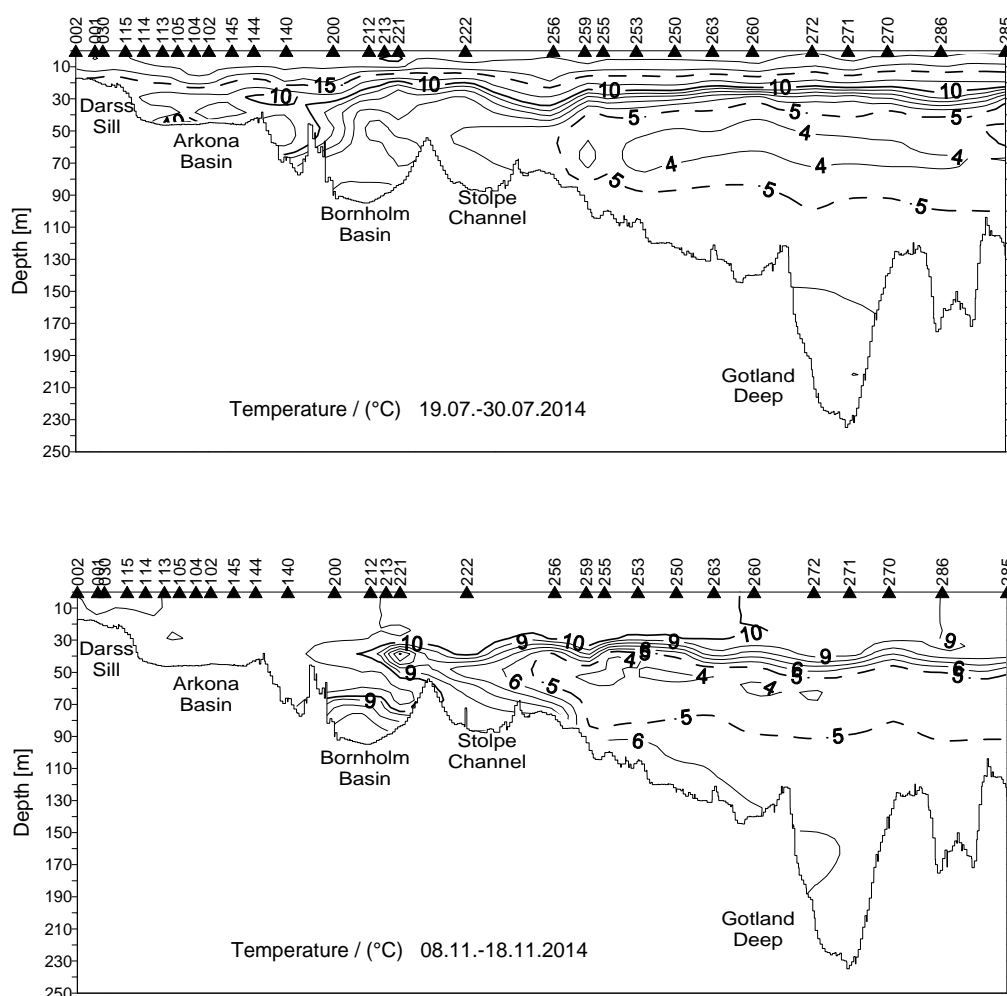 002 001 030 115 114 113 105 104 102 145 144 140 200 212 213 221 222 256 259 255 253 250 263 260 272 271 270 286 285
10
30
50
70
90
110
130
150
170
190
210
230
250
Depth [m]
15 10
10 10 10 10
5 5 5
4 4 4
5 5 5
Darss
Sill
Arkona
Basin
Bornholm
Basin
Stolpe
Channel
Gotland
Deep
Temperature / (°C) 19.07.-30.07.2014
002 001 030 115 114 113 105 104 102 145 144 140 200 212 213 221 222 256 259 255 253 250 263 260 272 271 270 286 285
10
30
50
70
90
110
130
150
170
190
210
230
250
Depth [m]
10 9 10 9 10 9 9
4 4 4
9 6 5 5 5
9 5 5
6
Darss
Sill
Arkona
Basin
Bornholm
Basin
Stolpe
Channel
Gotland
Deep
Temperature / (°C) 08.11.-18.11.2014